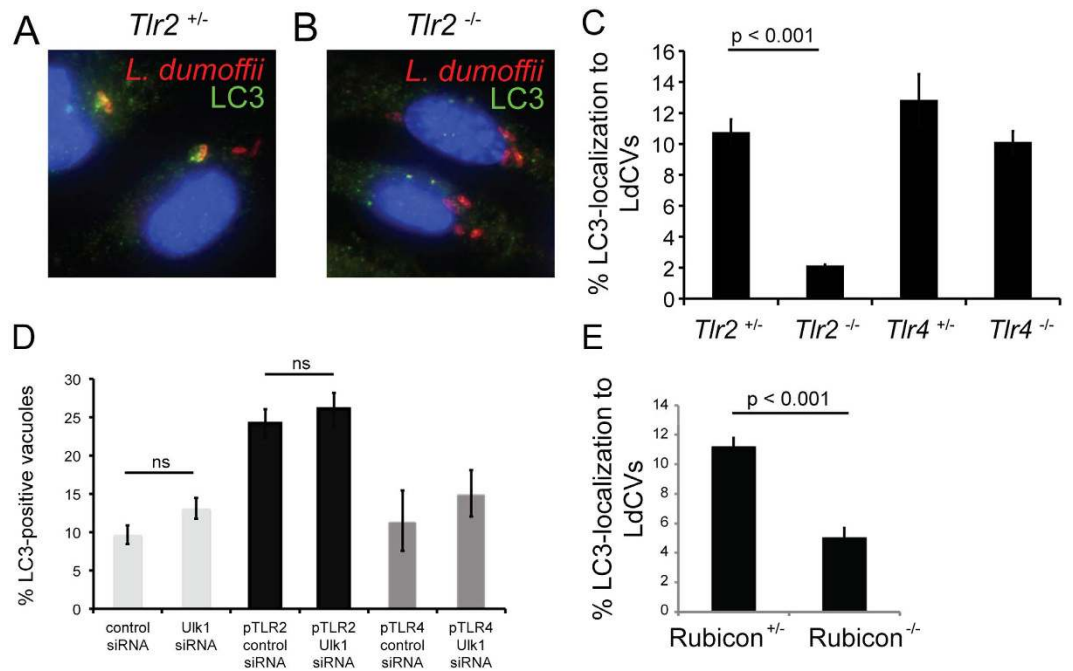 A
Tlr2 +/-
L. dumoffii
LC3
B
Tlr2 -/-
L. dumoffii
LC3
C
p < 0.001
% LC3-localization to
LdCVs
16
14
12
10
8
6
4
2
0
Tlr2 +/- Tlr2 -/- Tlr4 +/- Tlr4 -/-
D
% LC3-positive vacuoles
30
25
20
15
10
5
0
ns
ns
control
siRNA
Ulk1
siRNA
pTLR2
control
siRNA
pTLR2
Ulk1
siRNA
pTLR4
control
siRNA
pTLR4
Ulk1
siRNA
E
p < 0.001
% LC3-localization to
LdCVs
14
12
10
8
6
4
2
0
Rubicon+/- Rubicon-/-